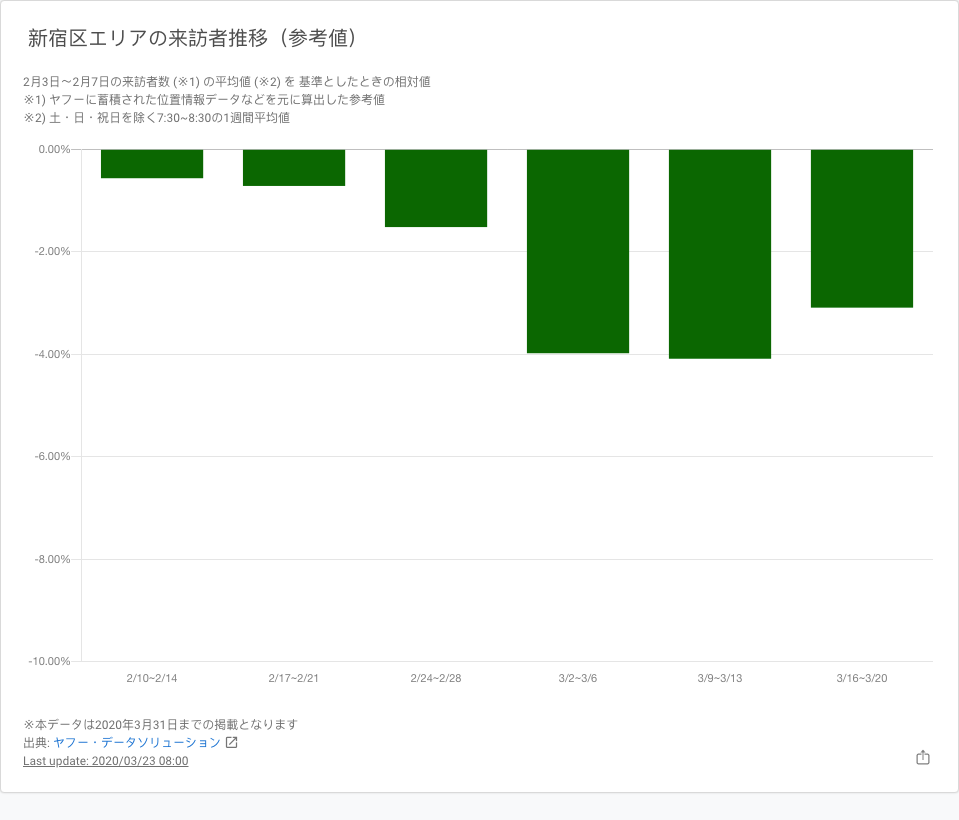 新宿区エリアの来訪者推移（参考値）
2月3日～2月7日の来訪者数 (※1) の平均値 (※2) を 基準としたときの相対値
※1) ヤフーに蓄積された位置情報データなどを元に算出した参考値
※2) 土・日・祝日を除く7:30~8:30の1週間平均値
0.00%
-2.00%
-4.00%
-6.00%
-8.00%
-10.00%
2/10~2/14 2/17~2/21 2/24~2/28 3/2~3/6 3/9~3/13 3/16~3/20
※本データは2020年3月31日までの掲載となります
出典: ヤフー・データソリューション
Last update: 2020/03/23 08:00